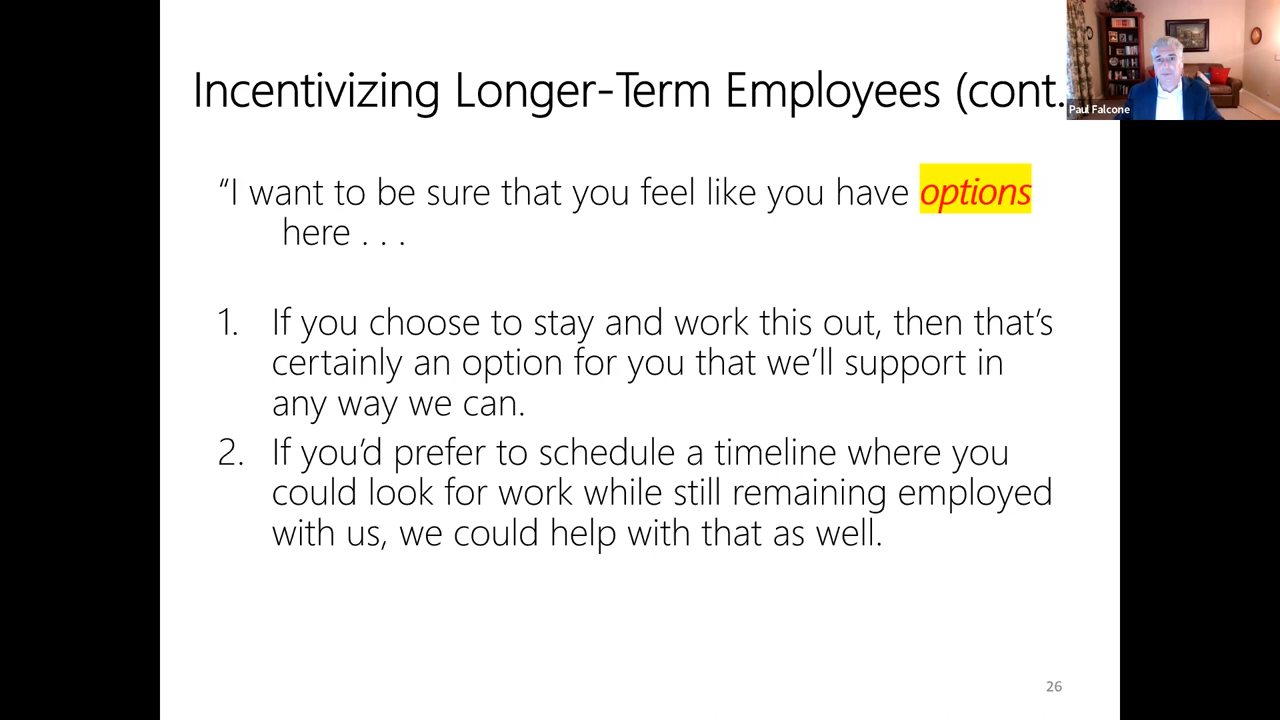 Incentivizing Longer-Term Employees (cont.
Paul Falcone
“I want to be sure that you feel like you have options
here . . .
1. If you choose to stay and work this out, then that’s
certainly an option for you that we’ll support in
any way we can.
2. If you’d prefer to schedule a timeline where you
could look for work while still remaining employed
with us, we could help with that as well.
26